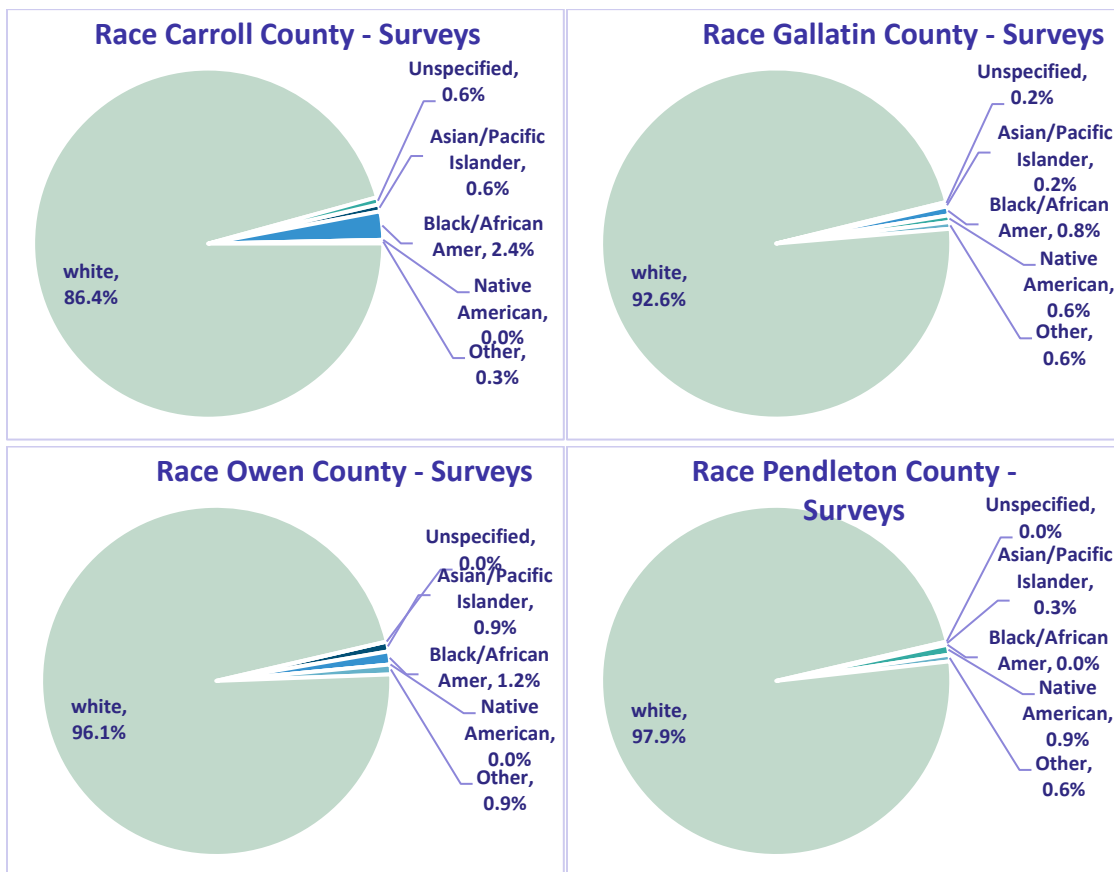 Race Carroll County - Surveys
Unspecified,
0.6%
Asian/Pacific
Islander,
0.6%
Black/African
Amer, 2.4%
Native
American,
0.0%
Other,
0.3%
white,
86.4%
Race Gallatin County - Surveys
Unspecified,
0.2%
Asian/Pacific
Islander,
0.2%
Black/African
Amer, 0.8%
Native
American,
0.6%
Other,
0.6%
white,
92.6%
Race Owen County - Surveys
Unspecified,
0.0%
Asian/Pacific
Islander,
0.9%
Black/African
Amer, 1.2%
Native
American,
0.0%
Other,
0.9%
white,
96.1%
Race Pendleton County -
Surveys
Unspecified,
0.0%
Asian/Pacific
Islander,
0.3%
Black/African
Amer, 0.0%
Native
American,
0.9%
Other,
0.6%
white,
97.9%